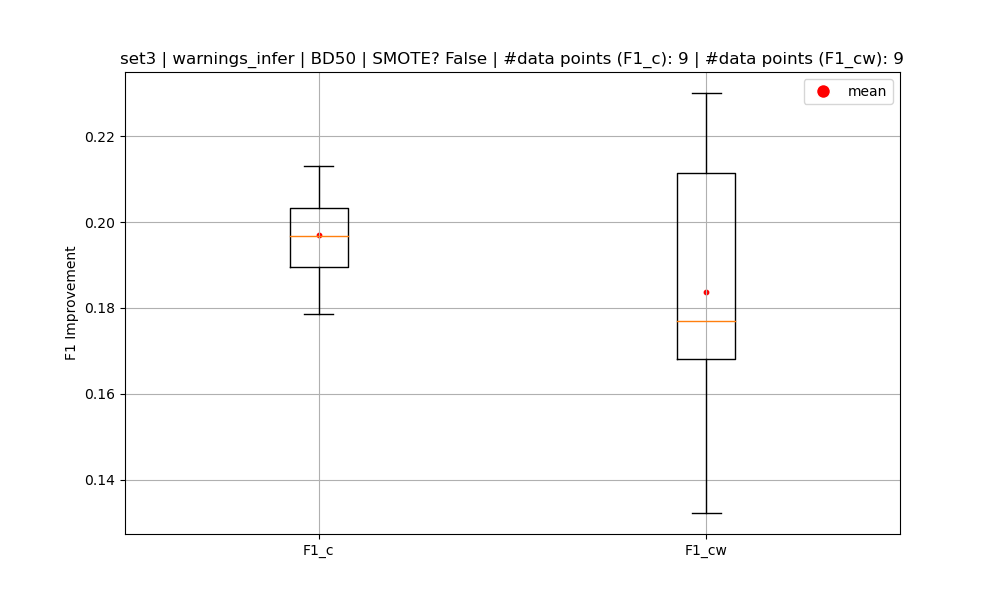 set3 | warnings_infer | BD50 | SMOTE? False | #data points (F1_c): 9 | #data points (F1_cw): 9
mean
0.22
0.20
0.18
0.16
0.14
F1 Improvement
F1_c
F1_cw